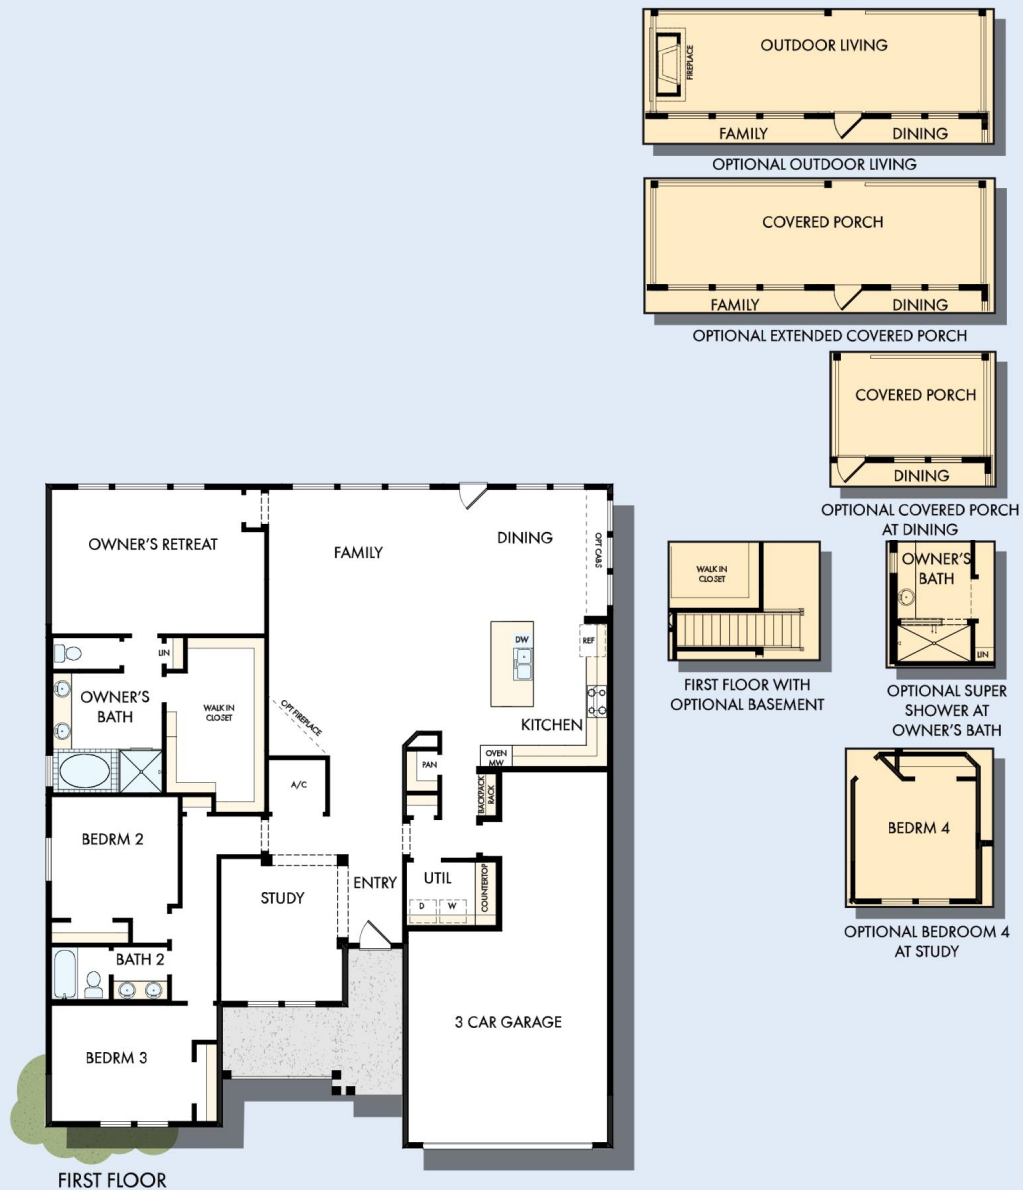 OUTDOOR LIVING
FIREPLACE
FAMILY
DINING
OPTIONAL OUTDOOR LIVING
COVERED PORCH
FAMILY
DINING
OPTIONAL EXTENDED COVERED PORCH
COVERED PORCH
DINING
OPTIONAL COVERED PORCH
AT DINING
WALK IN
CLOSET
FIRST FLOOR WITH
OPTIONAL BASEMENT
OWNER'S
BATH
LIN
OPTIONAL SUPER
SHOWER AT
OWNER'S BATH
BEDRM 4
OPTIONAL BEDROOM 4
AT STUDY
OWNER'S RETREAT
FAMILY
DINING
OPT CABS
DW
REF
LIN
OWNER'S
BATH
WALK IN
CLOSET
OPT FIREPLACE
KITCHEN
OVEN
MW
PAN
A/C
BACKPACK
RACK
BEDRM 2
STUDY
ENTRY
UTIL
D
W
COUNTERTOP
BATH 2
3 CAR GARAGE
BEDRM 3
FIRST FLOOR